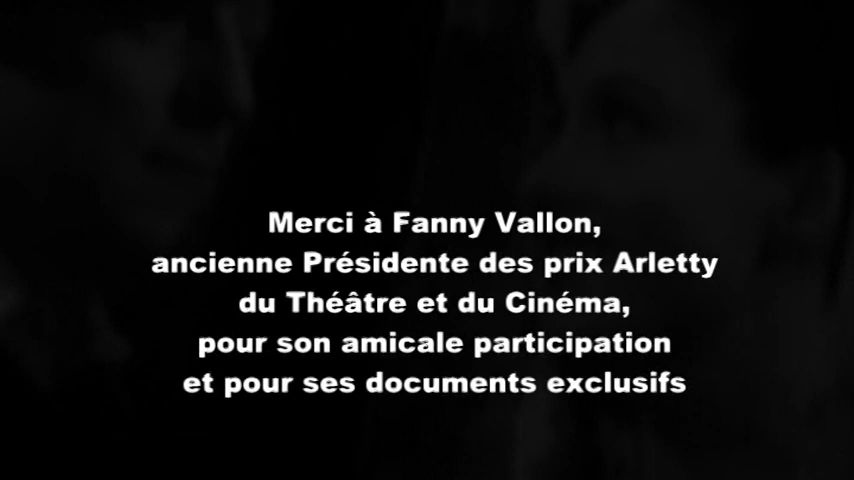 Merci à Fanny Vallon,
ancienne Présidente des prix Arletty
du Théâtre et du Cinéma,
pour son amicale participation
et pour ses documents exclusifs